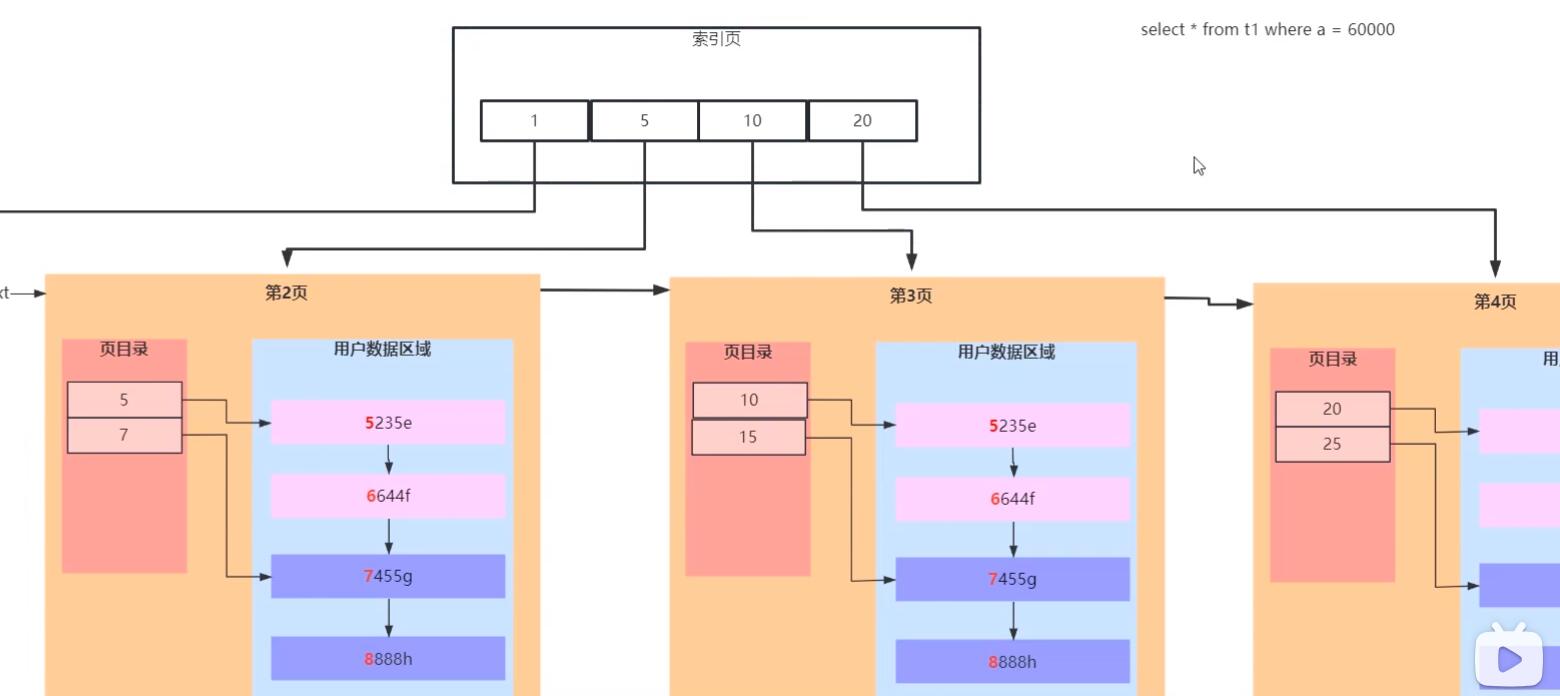 select * from t1 where a = 60000
索引页
1
5
10
20
xt
第2页
页目录
5
7
用户数据区域
5235e
6644f
7455g
8888h
第3页
页目录
10
15
用户数据区域
5235e
6644f
7455g
8888h
第4页
页目录
20
25
用